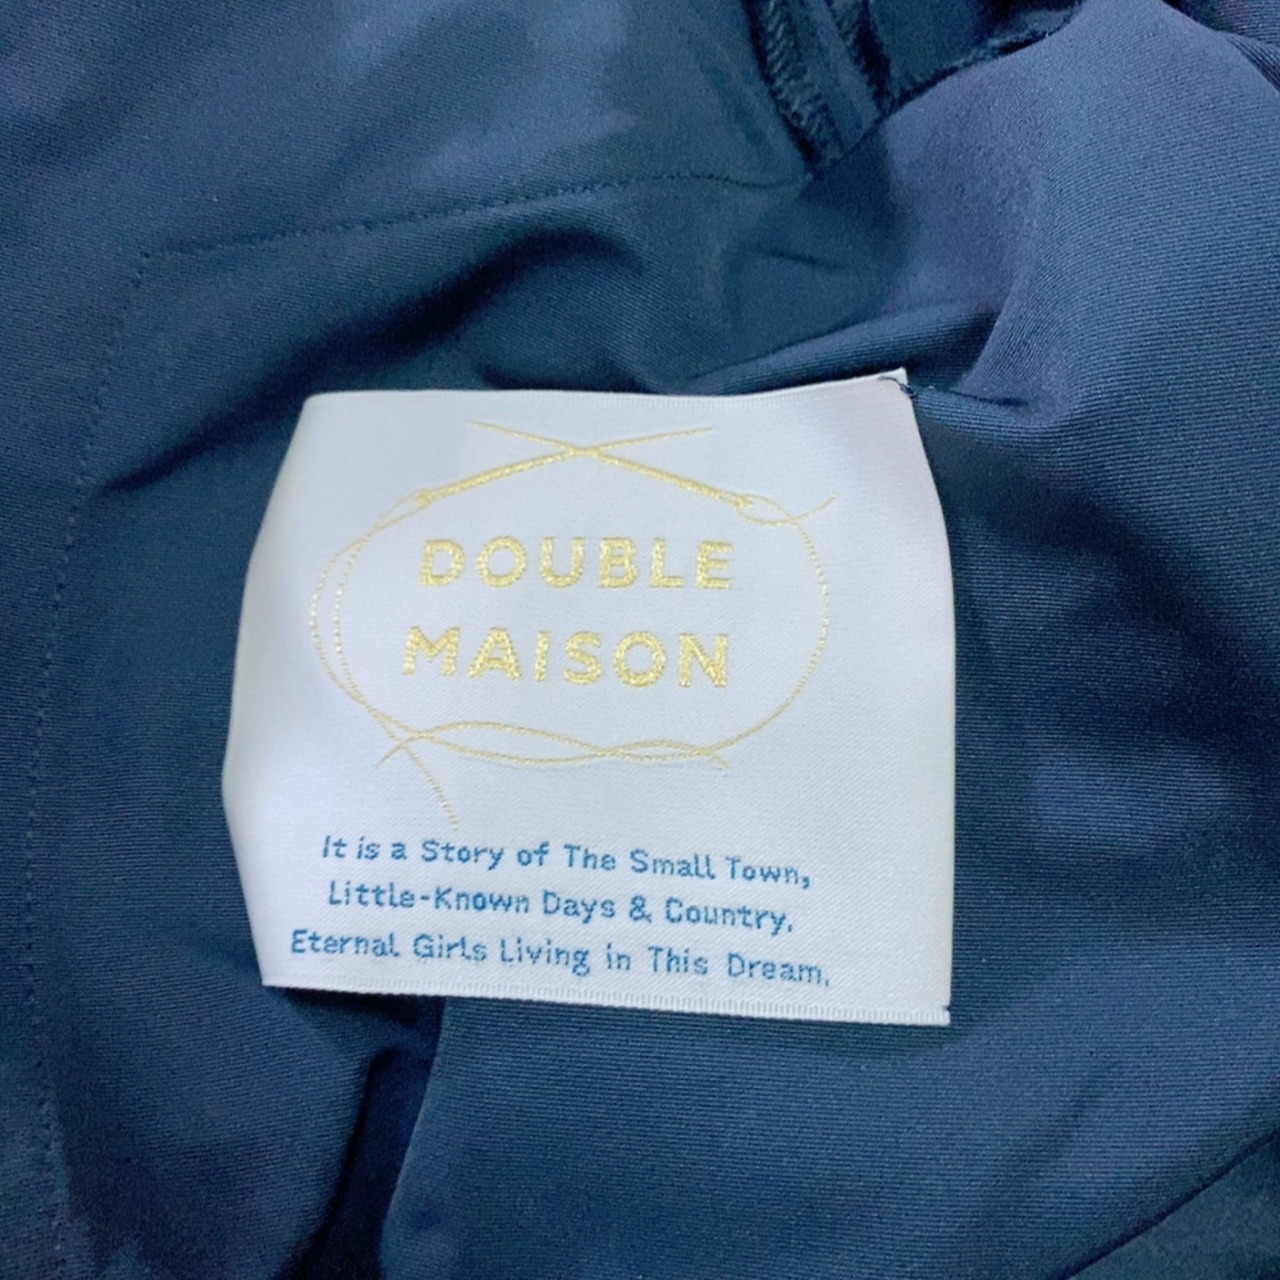 DOUBLE
MAISON
It is a Story of The Small Town,
Little-Known Days & Country.
Eternal Girls Living in This Dream.